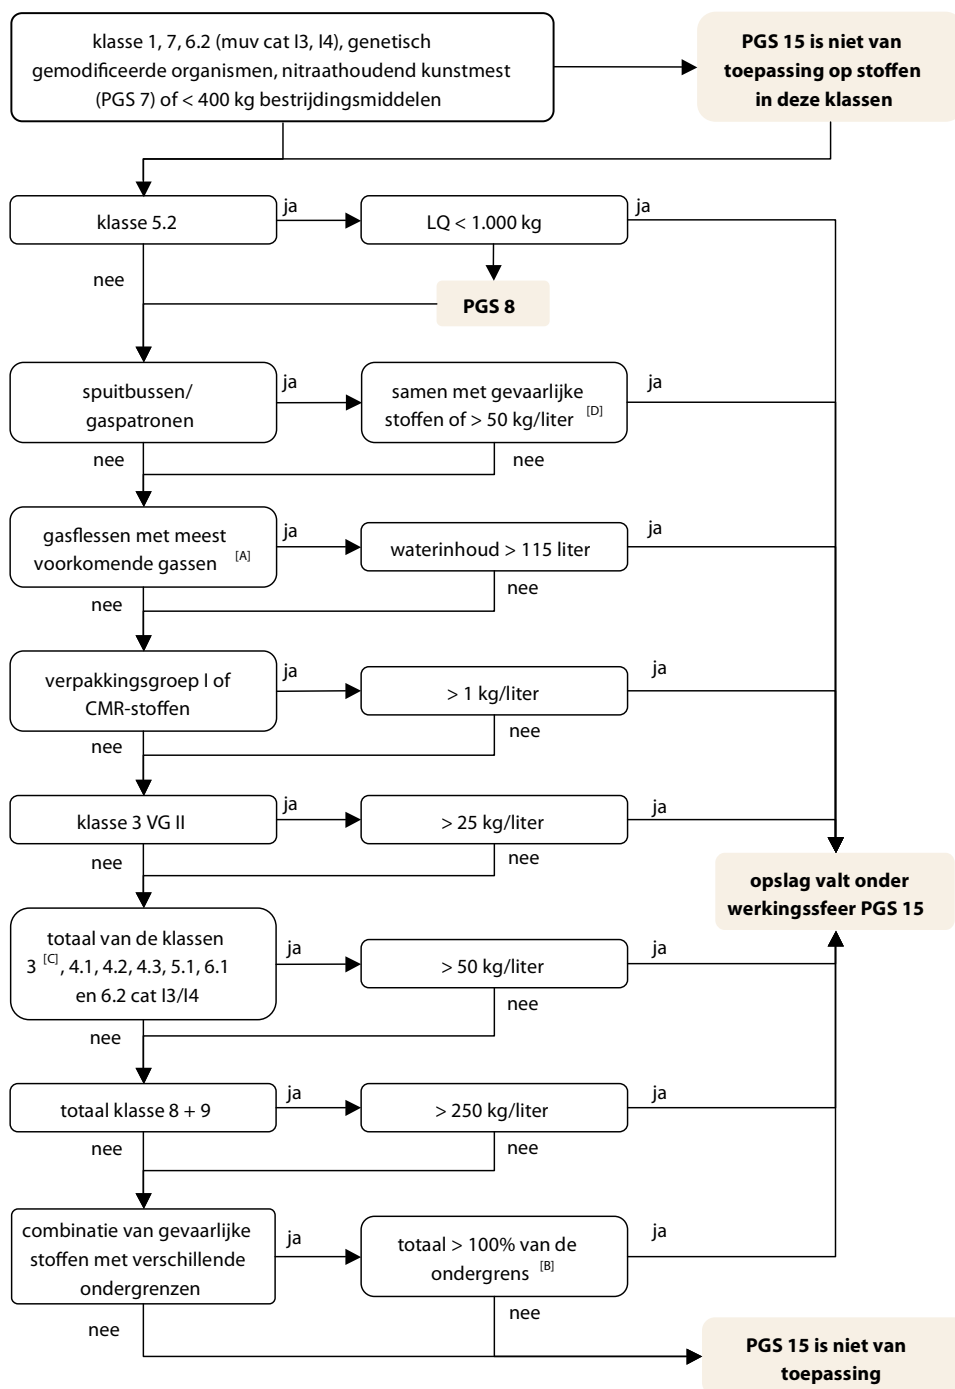 klasse 1, 7, 6.2 (muv cat I3, I4), genetisch
gemodificeerde organismen, nitraathoudend kunstmest
(PGS 7) of < 400 kg bestrijdingsmiddelen
PGS 15 is niet van
toepassing op stoffen
in deze klassen
klasse 5.2
ja
LQ < 1.000 kg
ja
nee
PGS 8
spuitbussen/
gaspatronen
ja
samen met gevaarlijke
stoffen of > 50 kg/liter [D]
ja
nee
nee
gasflessen met meest
voorkomende gassen [A]
ja
waterinhoud > 115 liter
ja
nee
nee
verpakkingsgroep I of
CMR-stoffen
ja
> 1 kg/liter
ja
nee
nee
klasse 3 VG II
ja
> 25 kg/liter
ja
nee
nee
opslag valt onder
werkingssfeer PGS 15
totaal van de klassen
3 [C], 4.1, 4.2, 4.3, 5.1, 6.1
en 6.2 cat I3/I4
ja
> 50 kg/liter
ja
nee
nee
totaal klasse 8 + 9
ja
> 250 kg/liter
ja
nee
nee
combinatie van gevaarlijke
stoffen met verschillende
ondergrenzen
ja
totaal > 100% van de
ondergrens [B]
ja
nee
nee
PGS 15 is niet van
toepassing